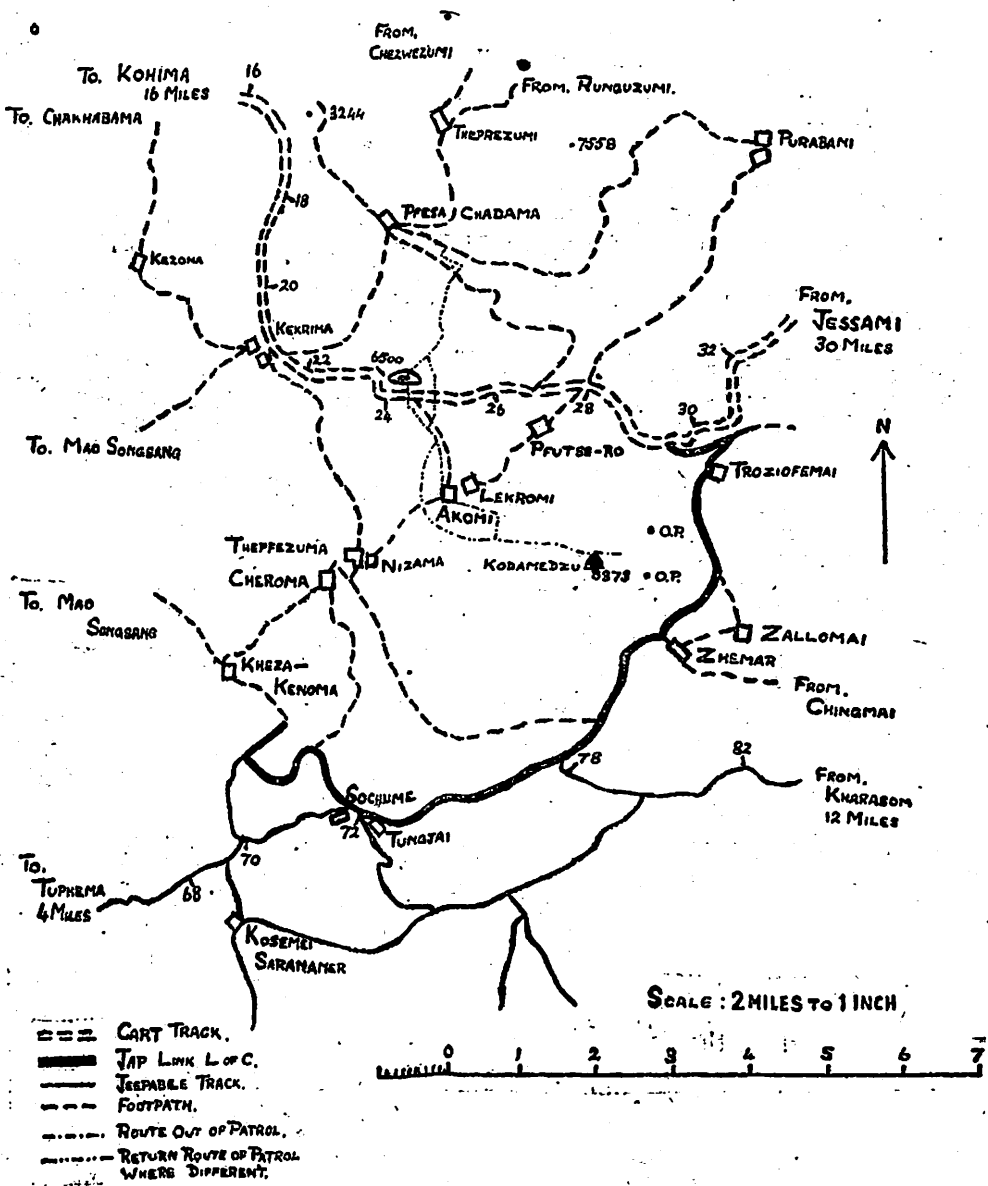 FROM.
CHEZWEZUMI
TO. KOHIMA
16 MILES
16
FROM. RUNGUZUMI.
TO. CHAKHABAMA
3244
THEPREZUMI
.7558
PURABAMI
18
PFESA CHADAMA
KEZOMA
20
FROM.
JESSAMI
30 MILES
KEKRIMA
22
6500
32
24
26
28
30
N
TO. MAO SONGSANG
PFUTSE-RO
TROZIOFEMAI
LEKROMI
AKOMI
O.P.
THEPFEZUMA
NIZAMA
KODAMEDZU
8373
O.P.
CHEROMA
TO. MAO
SONGSANG
ZALLOMAI
ZHEMAR
KHEZA-
KENOMA
FROM.
CHINGMAI
78
82
FROM.
KHARASOM
12 MILES
SOCHUME
72
TUNGJAI
70
TO.
TUPHEMA
4 MILES
68
KOSEMEI
SARANAMER
SCALE : 2 MILES TO 1 INCH
0 1 2 3 4 5 6 7
CART TRACK.
JAP LINK L OF C.
JEEPABLE TRACK.
FOOTPATH.
ROUTE OUT OF PATROL.
RETURN ROUTE OF PATROL
WHERE DIFFERENT.